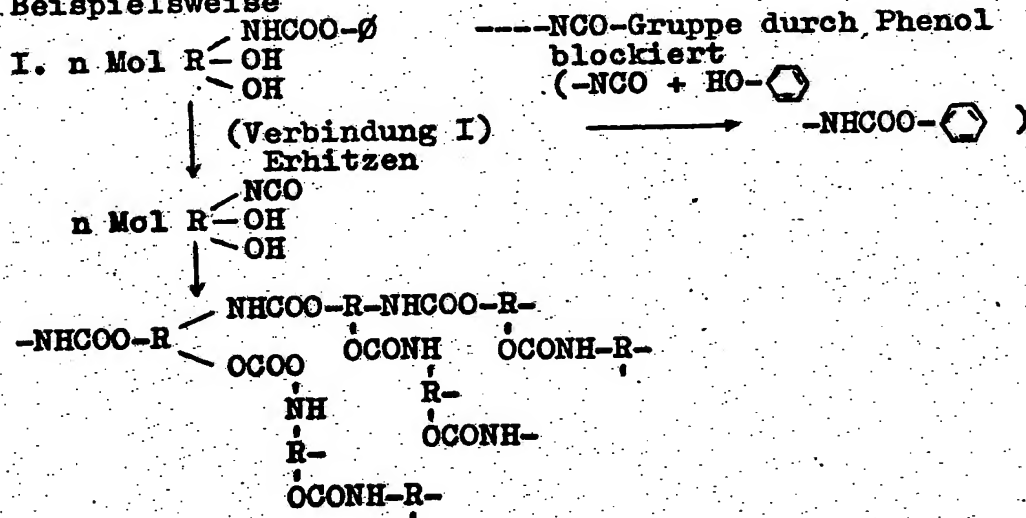 Beispielsweise
NHCOO-Ø ----NCO-Gruppe durch Phenol
I. n Mol R-OH blockiert
OH (-NCO + HO-
(Verbindung I) -NHCOO- )
Erhitzen
NCO
n Mol R-OH
OH
NHCOO-R-NHCOO-R-
-NHCOO-R
OCONH OCONH-R-
OCOO
R-
NH
OCONH-
R-
OCONH-R-